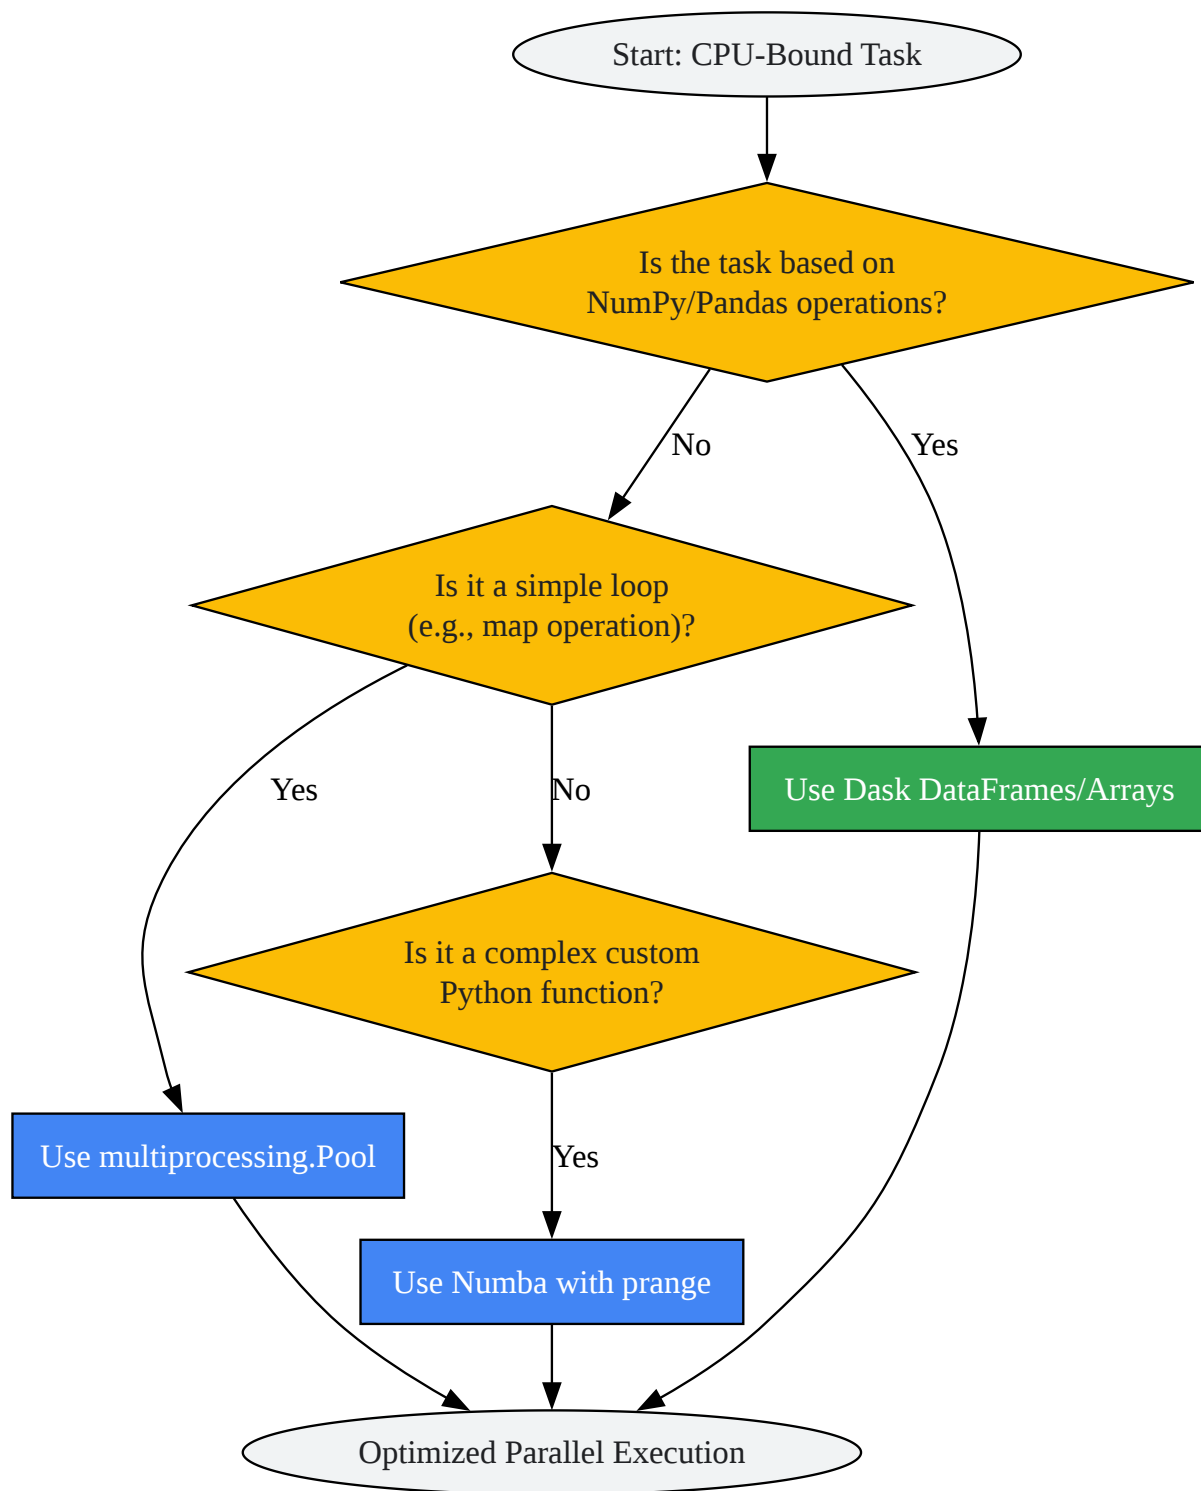 Start: CPU-Bound Task
Is the task based on
NumPy/Pandas operations?
No
Yes
Is it a simple loop
(e.g., map operation)?
Yes
No
Use Dask DataFrames/Arrays
Is it a complex custom
Python function?
Use multiprocessing.Pool
Yes
Use Numba with prange
Optimized Parallel Execution